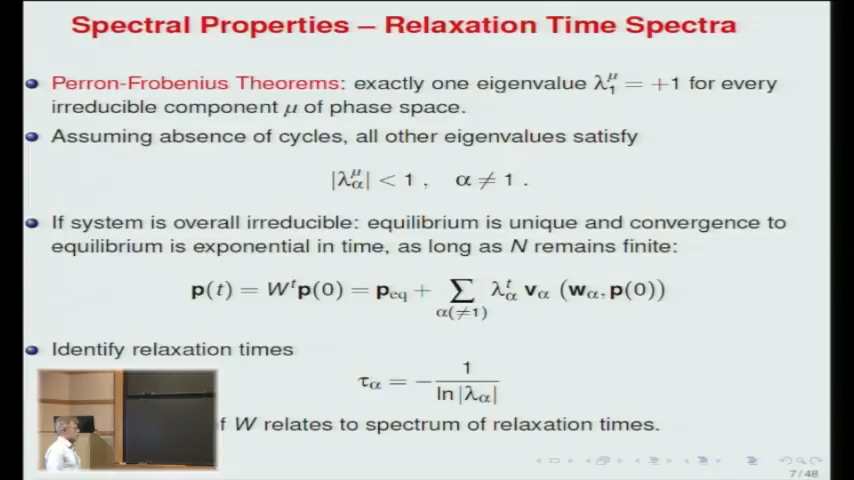 Spectral Properties – Relaxation Time Spectra
Perron-Frobenius Theorems: exactly one eigenvalue λ₁^μ = +1 for every
irreducible component μ of phase space.
Assuming absence of cycles, all other eigenvalues satisfy
|λ_α^μ| < 1 , α ≠ 1 .
If system is overall irreducible: equilibrium is unique and convergence to
equilibrium is exponential in time, as long as N remains finite:
p(t) = W^t p(0) = p_eq + ∑_{α(≠1)} λ_α^t v_α (w_α, p(0))
Identify relaxation times
τ_α = − 1 / ln |λ_α|
f W relates to spectrum of relaxation times.
7/48